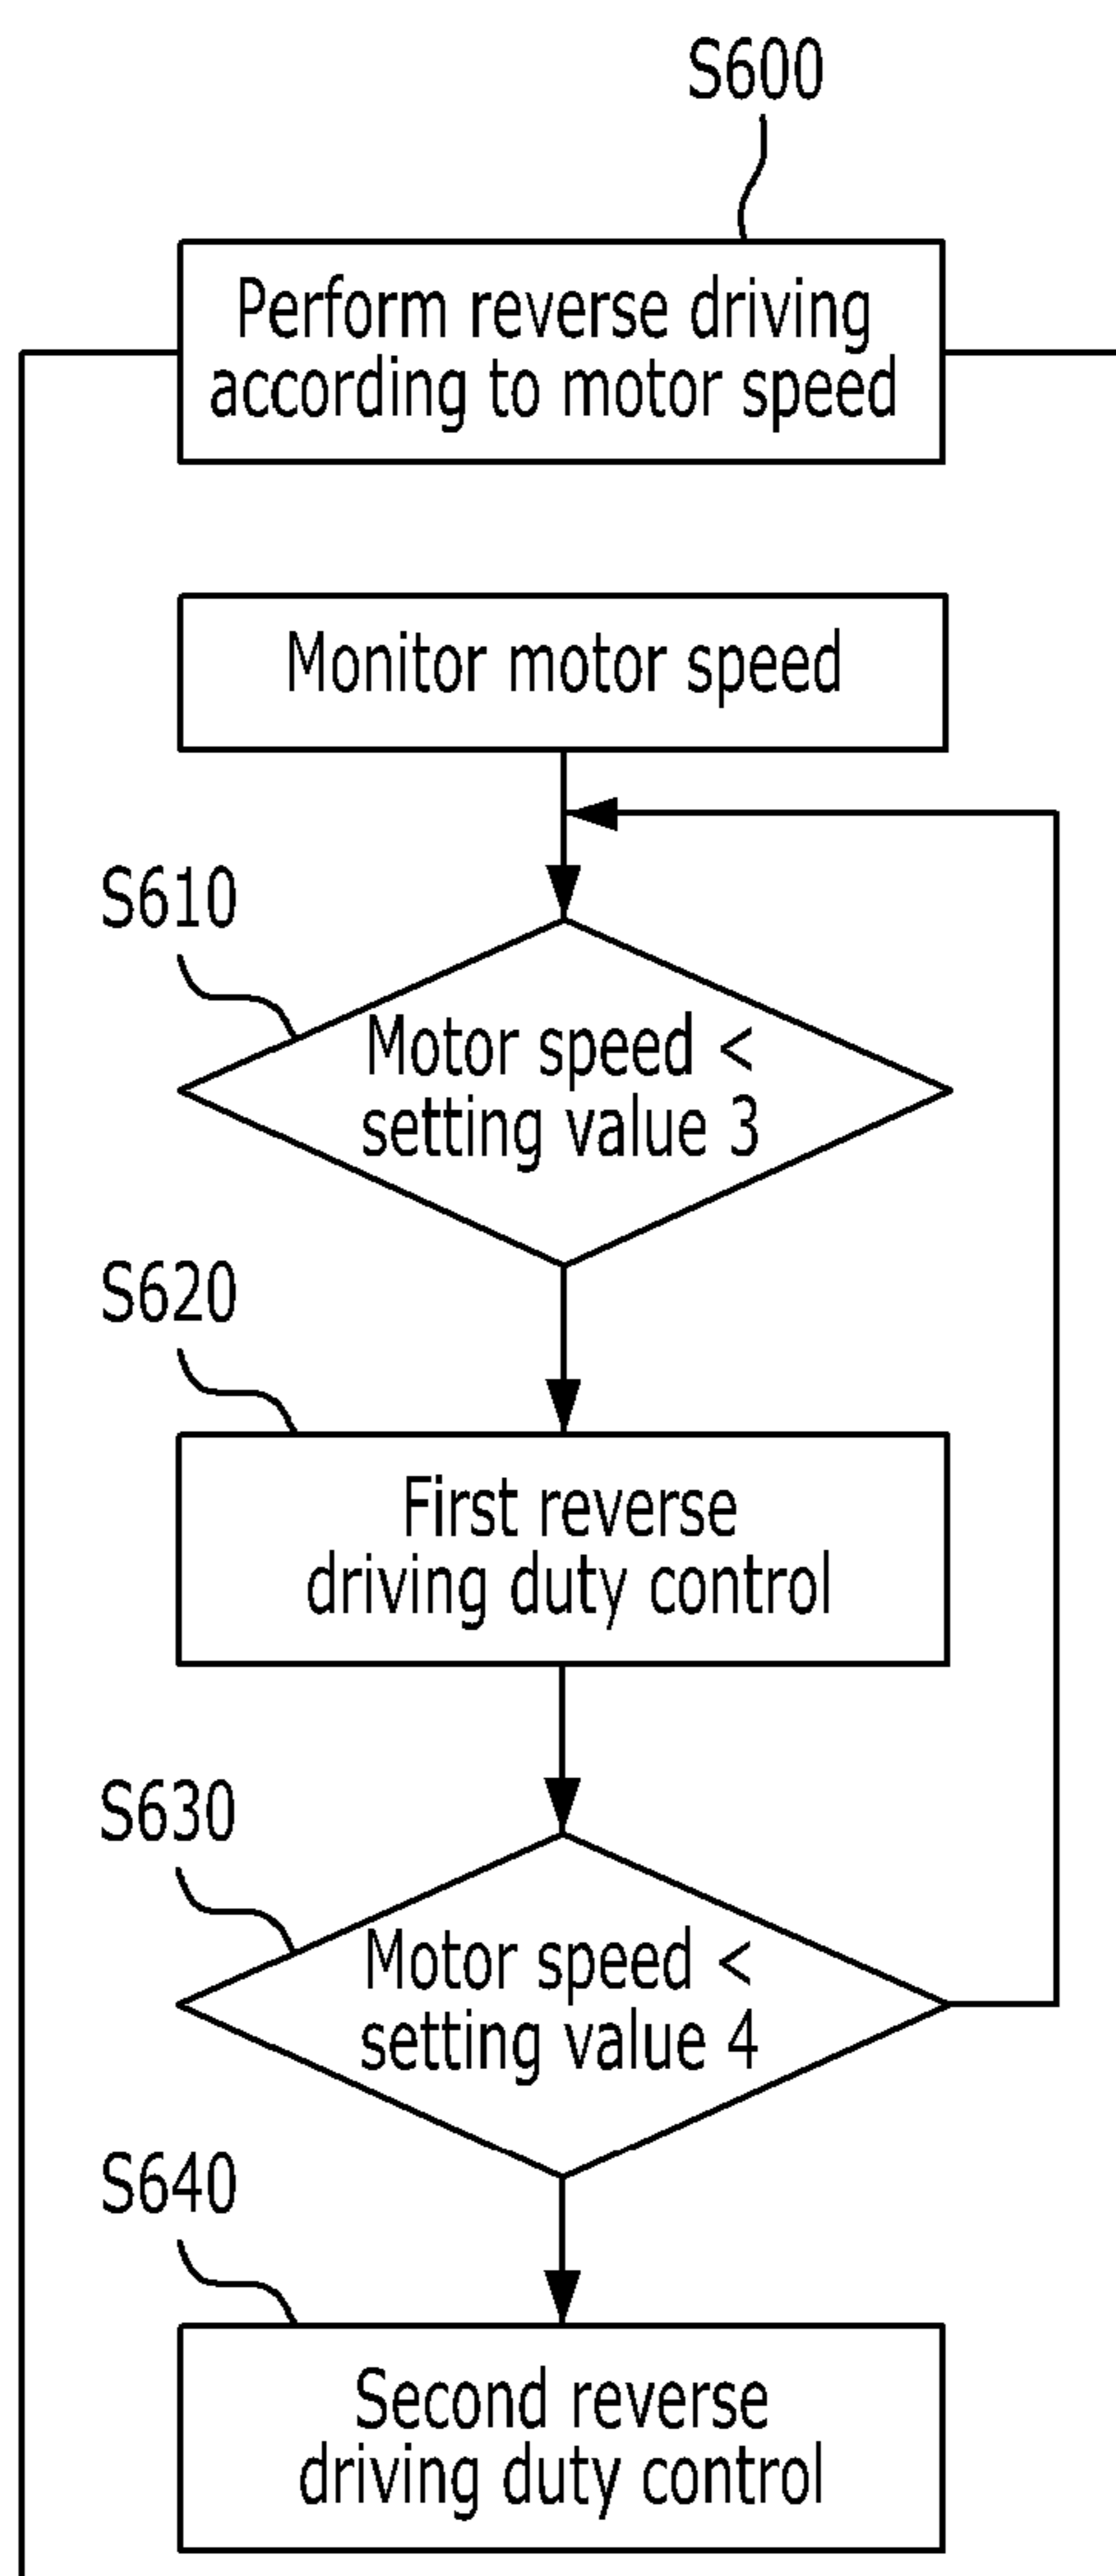 S600
Perform reverse driving
according to motor speed
Monitor motor speed
S610
Motor speed <
setting value 3
S620
First reverse
driving duty control
S630
Motor speed <
setting value 4
S640
Second reverse
driving duty control